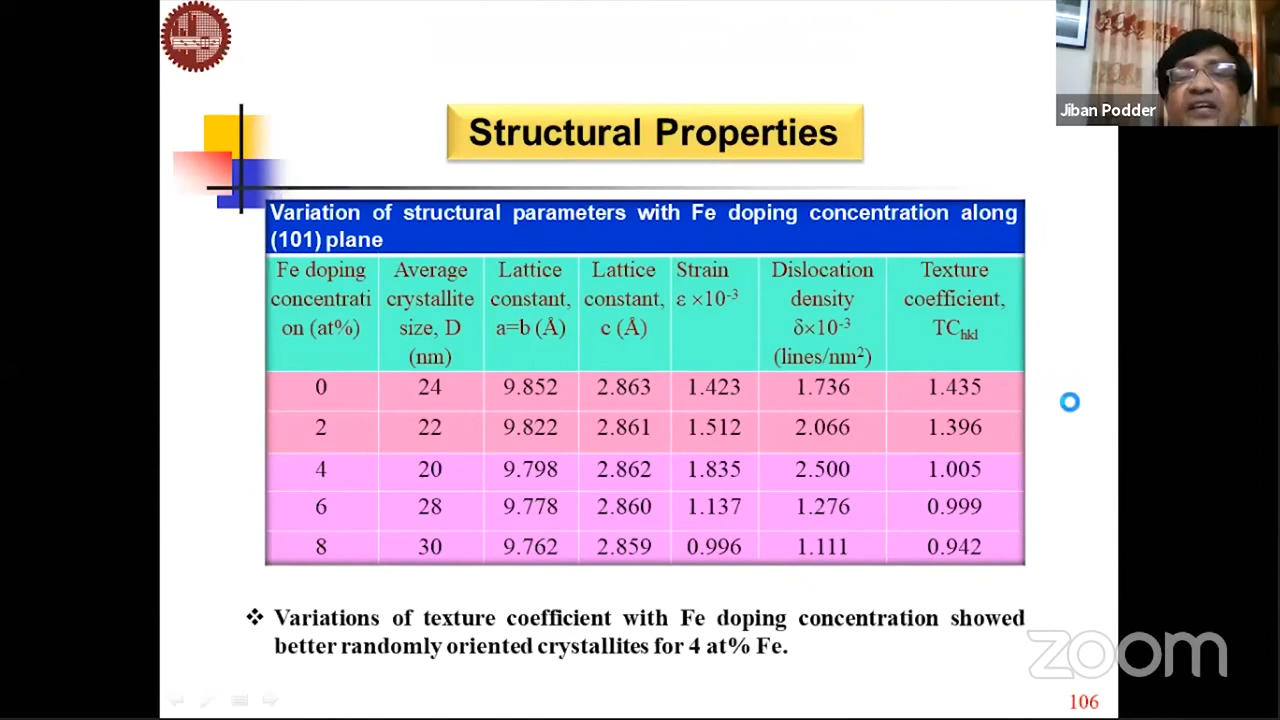 Jiban Podder
Structural Properties
Variation of structural parameters with Fe doping concentration along
(101) plane
Fe doping
concentrati
on (at%)
Average
crystallite
size, D
(nm)
Lattice
constant,
a=b (Å)
Lattice
constant,
c (Å)
Strain
ε ×10⁻³
Dislocation
density
δ×10⁻³
(lines/nm²)
Texture
coefficient,
TChkl
0 24 9.852 2.863 1.423 1.736 1.435
2 22 9.822 2.861 1.512 2.066 1.396
4 20 9.798 2.862 1.835 2.500 1.005
6 28 9.778 2.860 1.137 1.276 0.999
8 30 9.762 2.859 0.996 1.111 0.942
❖ Variations of texture coefficient with Fe doping concentration showed
better randomly oriented crystallites for 4 at% Fe.
zoom
106